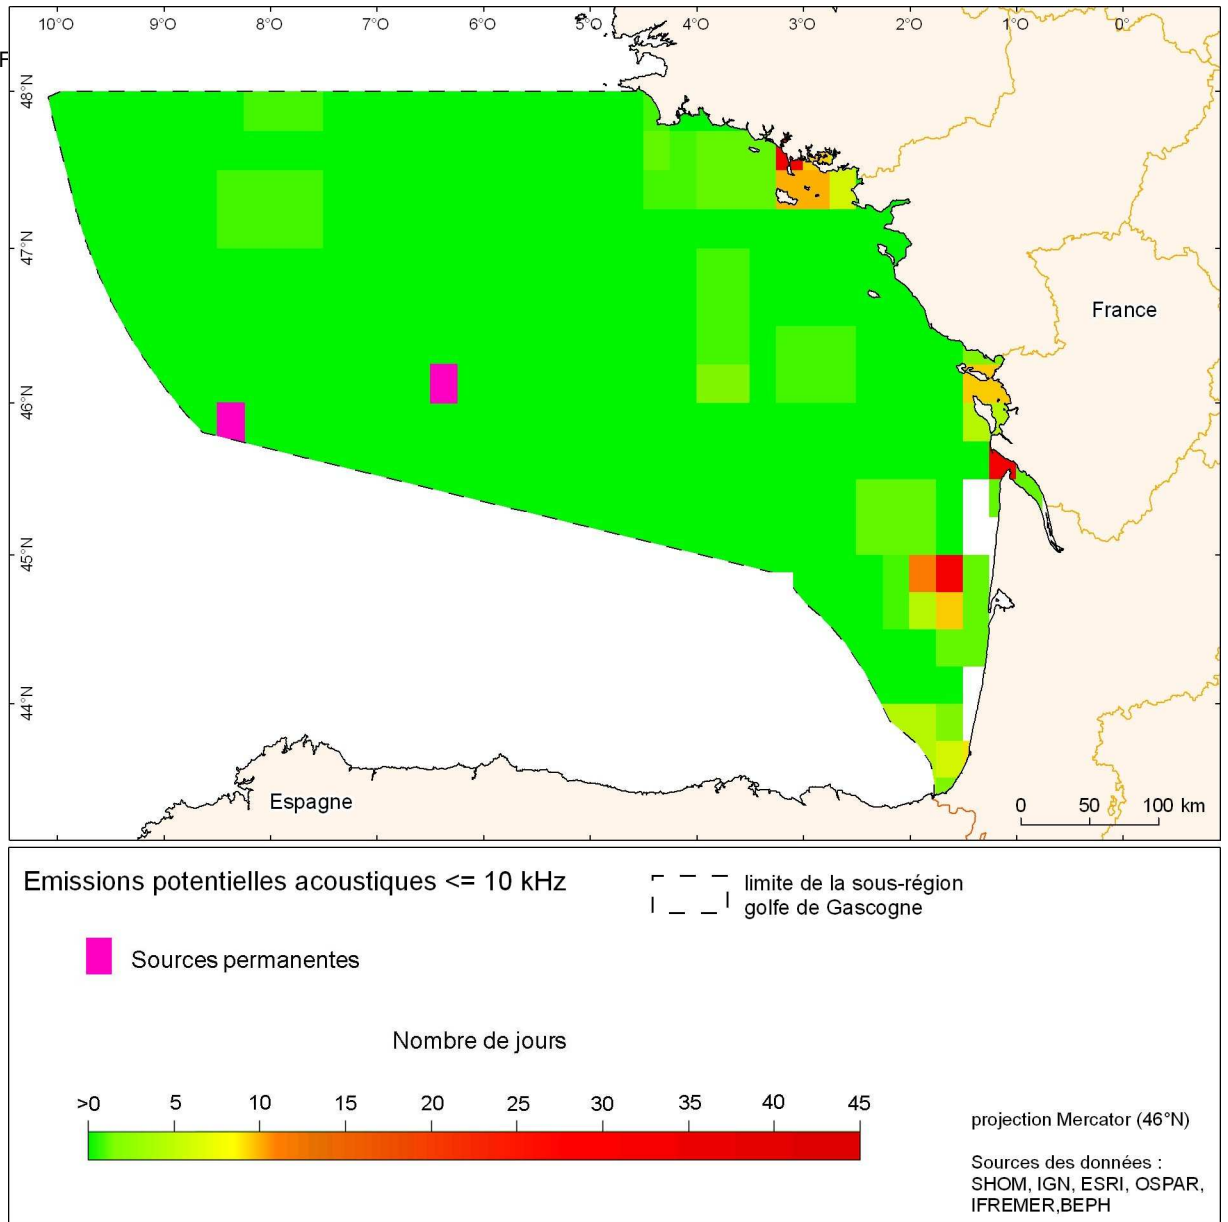 10°O 9°O 8°O 7°O 6°O 5°O 4°O 3°O 2°O 1°O 0°
F
48°N
47°N
46°N
45°N
44°N
France
Espagne
0 50 100 km
Emissions potentielles acoustiques <= 10 kHz
limite de la sous-région
golfe de Gascogne
Sources permanentes
Nombre de jours
>0 5 10 15 20 25 30 35 40 45
projection Mercator (46°N)
Sources des données :
SHOM, IGN, ESRI, OSPAR,
IFREMER,BEPH